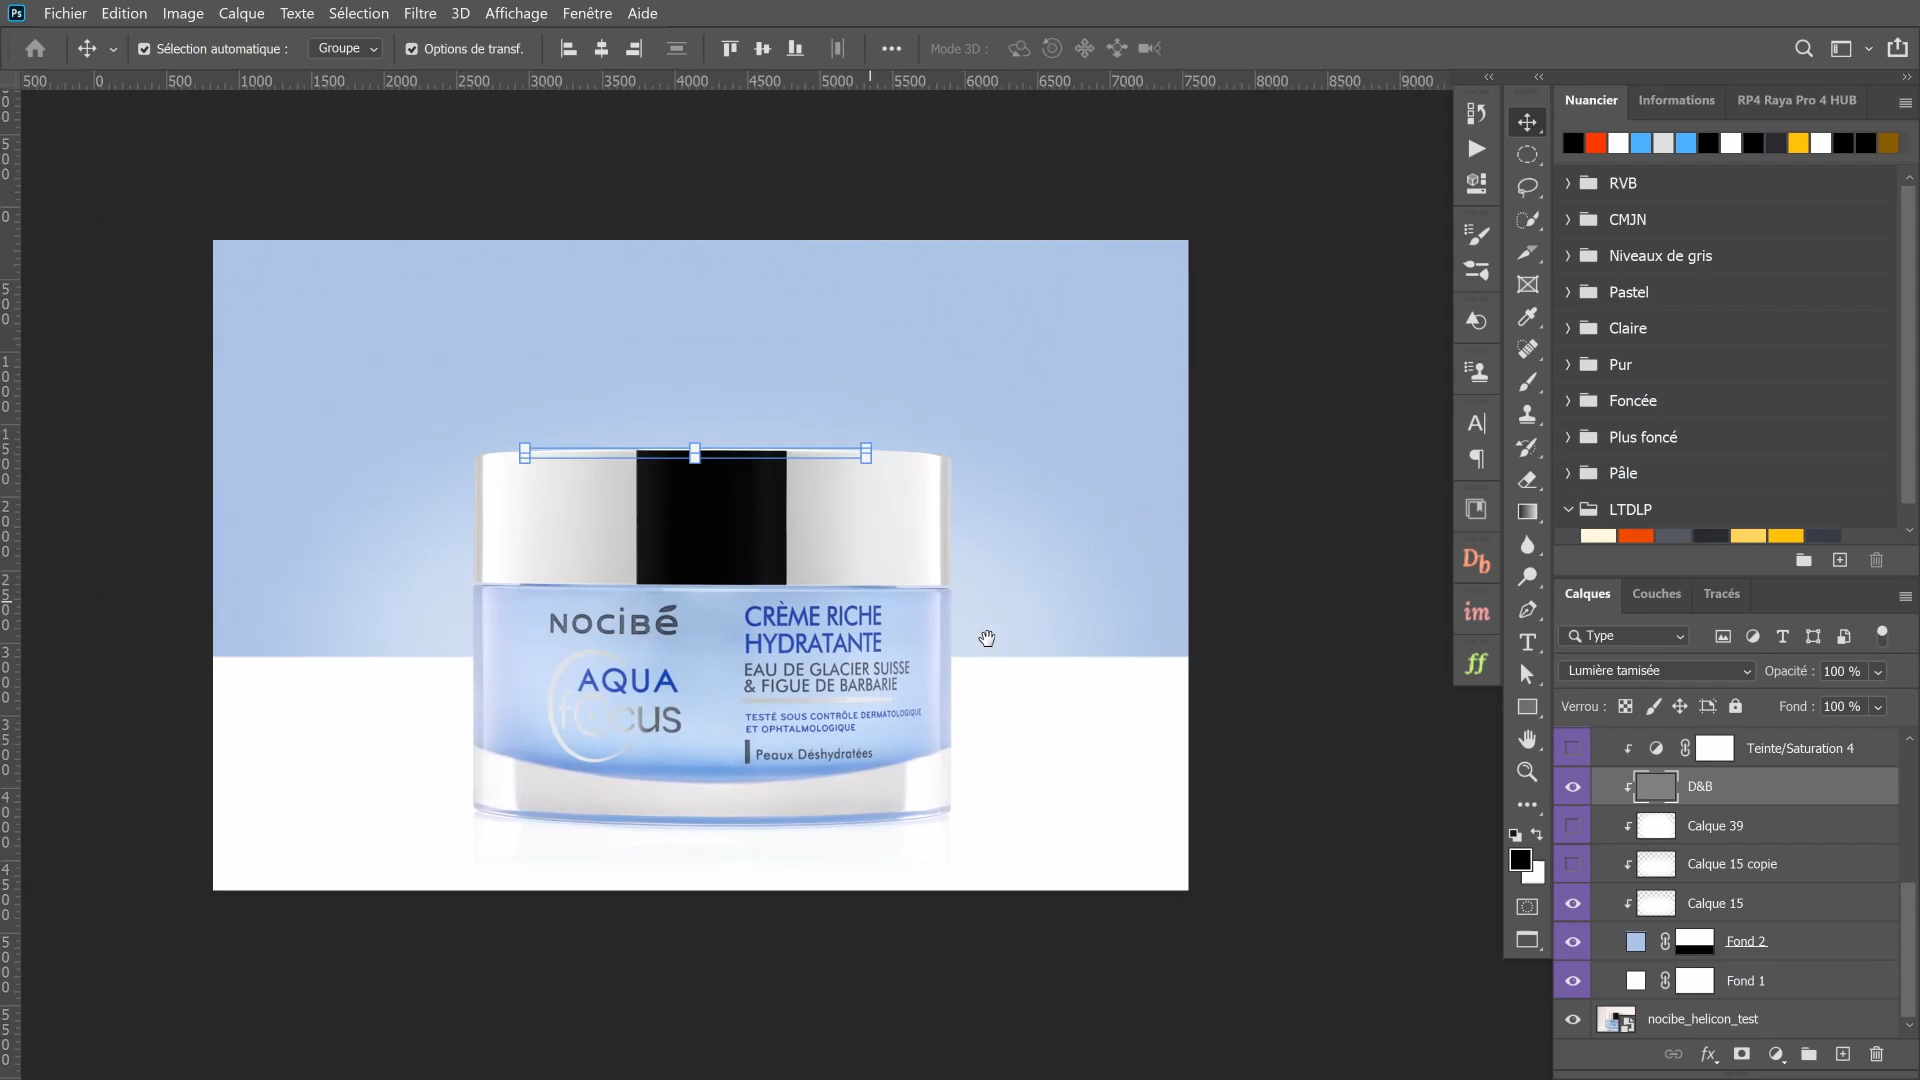 Ps Fichier Edition Image Calque Texte Sélection Filtre 3D Affichage Fenêtre Aide
Sélection automatique : Groupe Options de transf. Mode 3D :
500 0 500 1000 1500 2000 2500 3000 3500 4000 4500 5000 5500 6000 6500 7000 7500 8000 8500 9000
Nuancier Informations RP4 Raya Pro 4 HUB
RVB
CMJN
Niveaux de gris
Pastel
Claire
Pur
Foncée
Plus foncé
Pâle
LTDLP
Db
im
ff
NOCIBÉ
AQUA
focus
CRÈME RICHE
HYDRATANTE
EAU DE GLACIER SUISSE
& FIGUE DE BARBARIE
TESTÉ SOUS CONTRÔLE DERMATOLOGIQUE
ET OPHTALMOLOGIQUE
Peaux Déshydratées
Calques Couches Tracés
Type
Lumière tamisée Opacité : 100 %
Verrou : Fond : 100 %
Teinte/Saturation 4
D&B
Calque 39
Calque 15 copie
Calque 15
Fond 2
Fond 1
nocibe_helicon_test
fx